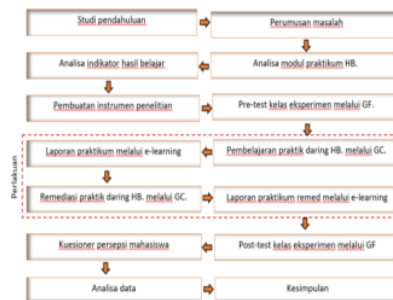 Studi pendahuluan
Perumusan masalah
Analisa indikator hasil belajar
Analisa modul praktikum HB.
Pembuatan instrumen penelitian
Pre-test kelas eksperimen melalui GF.
Perlakuan
Laporan praktikum melalui e-learning
Pembelajaran praktik daring HB. melalui GC.
Remediasi praktik daring HB. melalui GC.
Laporan praktikum remed melalui e-learning
Kuesioner persepsi mahasiswa
Post-test kelas eksperimen melalui GF
Analisa data
Kesimpulan